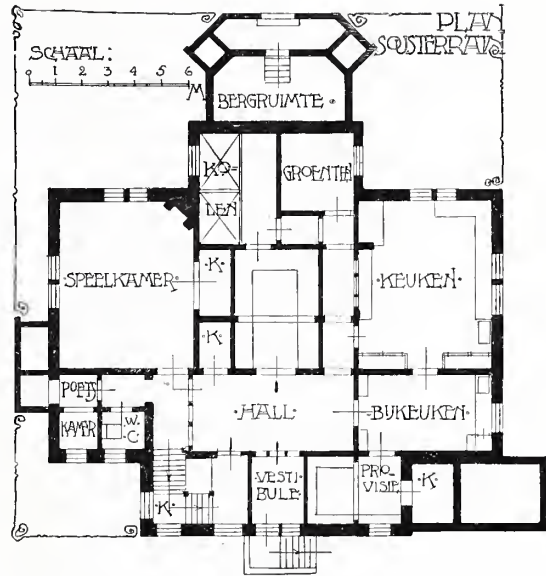 PLAN
SOUSTERRAIN
SCHAAL:
0 1 2 3 4 5 6
M.
BERGRUIMTE
KO=
LEN
GROENTEN
SPEELKAMER
K
KEUKEN
K
POETS
KAMER
W.C
HALL
BIJKEUKEN
K
VESTI
BULE
PRO-
VISIE
K